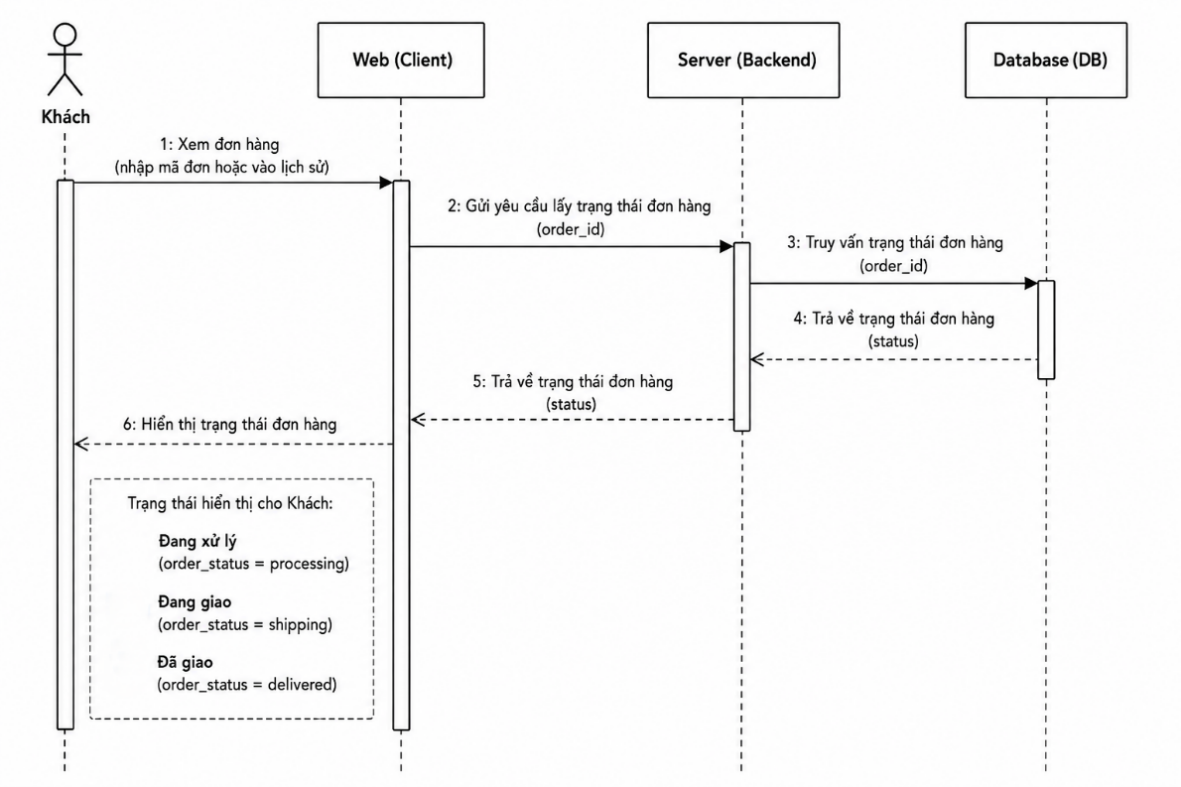 Khách
Web (Client)
Server (Backend)
Database (DB)
1: Xem đơn hàng
(nhập mã đơn hoặc vào lịch sử)
2: Gửi yêu cầu lấy trạng thái đơn hàng
(order_id)
3: Truy vấn trạng thái đơn hàng
(order_id)
4: Trả về trạng thái đơn hàng
(status)
5: Trả về trạng thái đơn hàng
(status)
6: Hiển thị trạng thái đơn hàng
Trạng thái hiển thị cho Khách:
Đang xử lý
(order_status = processing)
Đang giao
(order_status = shipping)
Đã giao
(order_status = delivered)